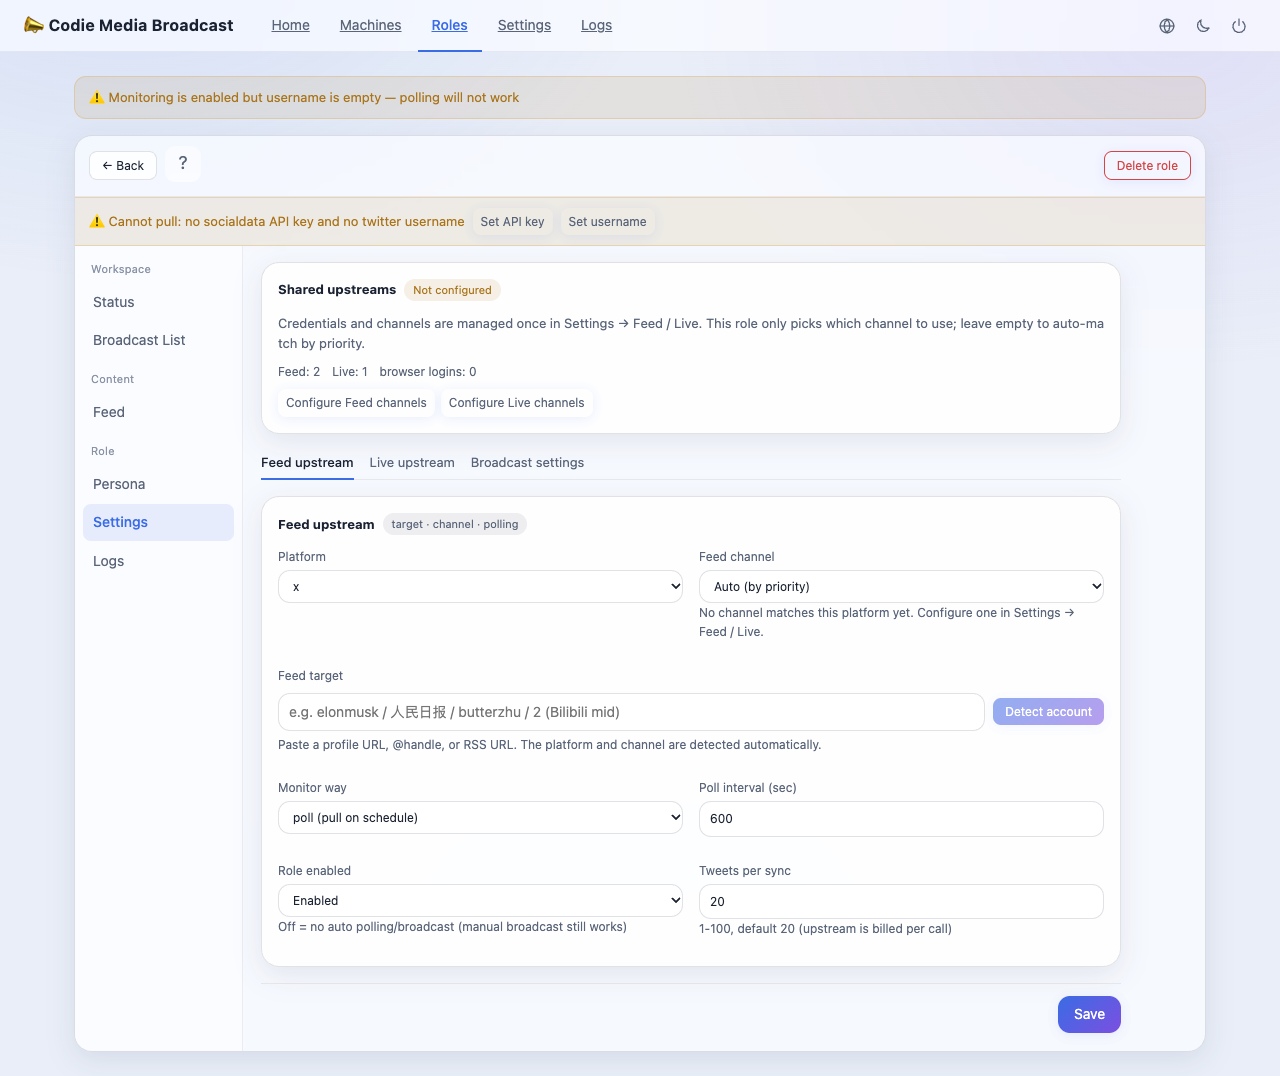 Codie Media Broadcast
Home
Machines
Roles
Settings
Logs
Monitoring is enabled but username is empty — polling will not work
← Back
?
Delete role
Cannot pull: no socialdata API key and no twitter username
Set API key
Set username
Workspace
Status
Broadcast List
Content
Feed
Role
Persona
Settings
Logs
Shared upstreams
Not configured
Credentials and channels are managed once in Settings → Feed / Live. This role only picks which channel to use; leave empty to auto-ma
tch by priority.
Feed: 2 Live: 1 browser logins: 0
Configure Feed channels
Configure Live channels
Feed upstream
Live upstream
Broadcast settings
Feed upstream
target · channel · polling
Platform
x
Feed channel
Auto (by priority)
No channel matches this platform yet. Configure one in Settings →
Feed / Live.
Feed target
e.g. elonmusk / 人民日报 / butterzhu / 2 (Bilibili mid)
Detect account
Paste a profile URL, @handle, or RSS URL. The platform and channel are detected automatically.
Monitor way
poll (pull on schedule)
Poll interval (sec)
600
Role enabled
Enabled
Off = no auto polling/broadcast (manual broadcast still works)
Tweets per sync
20
1-100, default 20 (upstream is billed per call)
Save